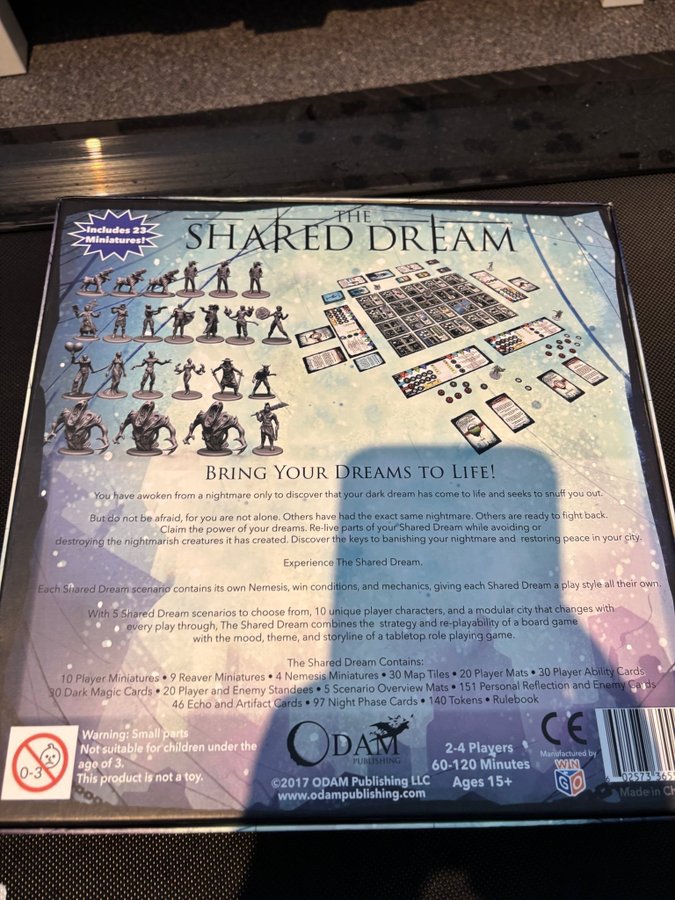 Includes 23
Miniatures!
THE
SHARED DREAM
BRING YOUR DREAMS TO LIFE!
You have awoken from a nightmare only to discover that your dark dream has come to life and seeks to snuff you out.
But do not be afraid, for you are not alone. Others have had the exact same nightmare. Others are ready to fight back.
Claim the power of your dreams. Re-live parts of your Shared Dream while avoiding or
destroying the nightmarish creatures it has created. Discover the keys to banishing your nightmare and restoring peace in your city.
Experience The Shared Dream.
Each Shared Dream scenario contains its own Nemesis, win conditions, and mechanics, giving each Shared Dream a play style all their own.
With 5 Shared Dream scenarios to choose from, 10 unique player characters, and a modular city that changes with
every play through, The Shared Dream combines the strategy and re-playability of a board game
with the mood, theme, and storyline of a tabletop role playing game.
The Shared Dream Contains:
10 Player Miniatures • 9 Reaver Miniatures • 4 Nemesis Miniatures • 30 Map Tiles • 20 Player Mats • 30 Player Ability Cards
30 Dark Magic Cards • 20 Player and Enemy Standees • 5 Scenario Overview Mats • 151 Personal Reflection and Enemy Cards
46 Echo and Artifact Cards • 97 Night Phase Cards • 140 Tokens • Rulebook
0-3
Warning: Small parts
Not suitable for children under the
age of 3.
This product is not a toy.
ODAM
PUBLISHING
©2017 ODAM Publishing LLC
www.odampublishing.com
2-4 Players
60-120 Minutes
Ages 15+
CE
Manufactured by
WIN
GO
02573 365
Made in Ch